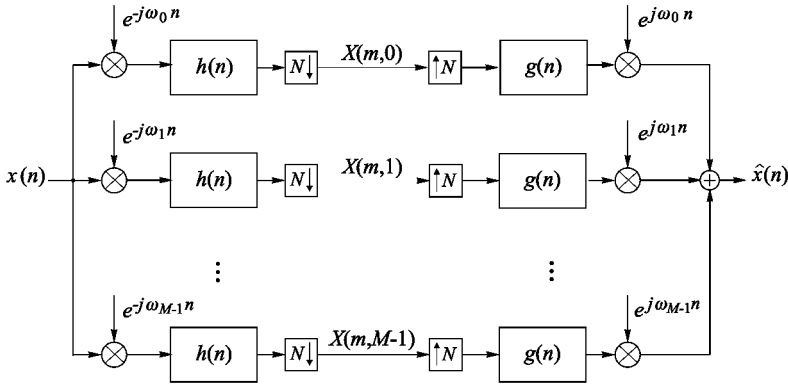 e^{-jω_0 n} e^{jω_0 n}
h(n) N↓ X(m,0) ↑N g(n)
e^{-jω_1 n} e^{jω_1 n}
x(n) h(n) N↓ X(m,1) ↑N g(n) + x̂(n)
⋮ ⋮
e^{-jω_{M-1} n} e^{jω_{M-1} n}
h(n) N↓ X(m,M-1) ↑N g(n)